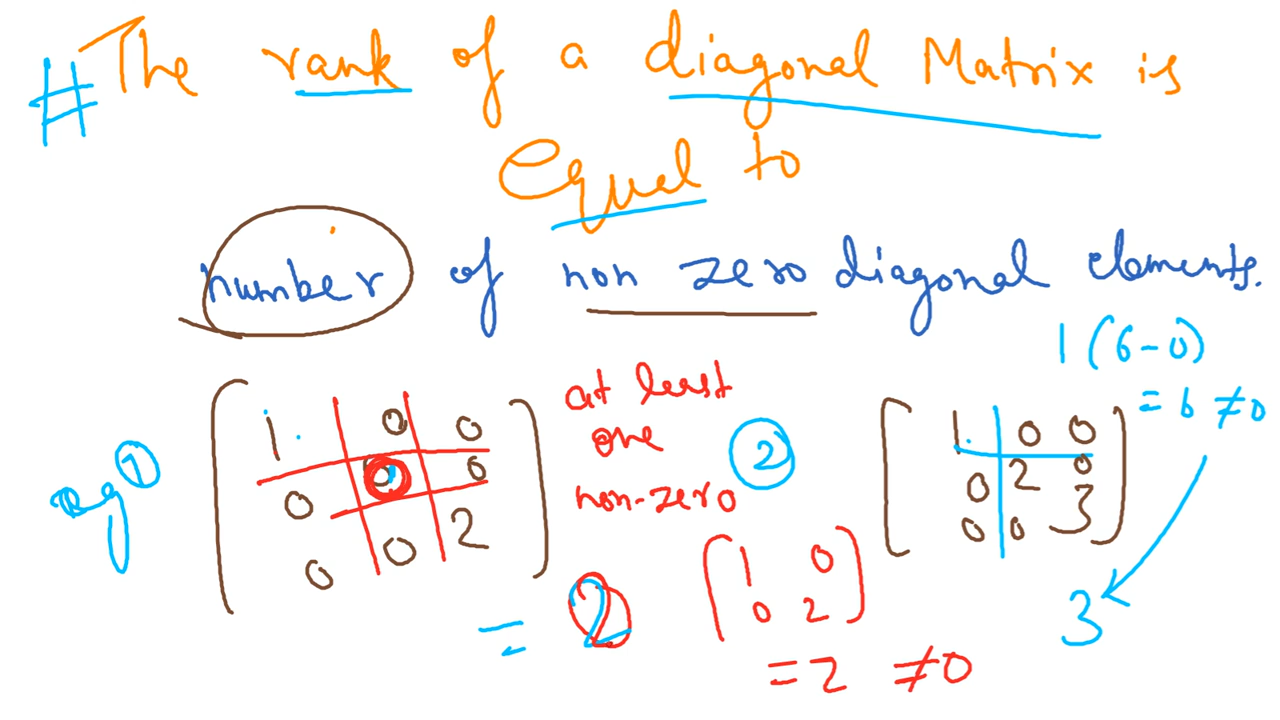 # The rank of a diagonal Matrix is
Equal to
number of non zero diagonal elements.
1 (6-0)
= 6 ≠0
eg ①
1 0 0
0 0 0
0 0 2
at least
one
non-zero
= 2
②
1 0 0
0 2 0
0 0 3
3
1 0
0 2
= 2 ≠0